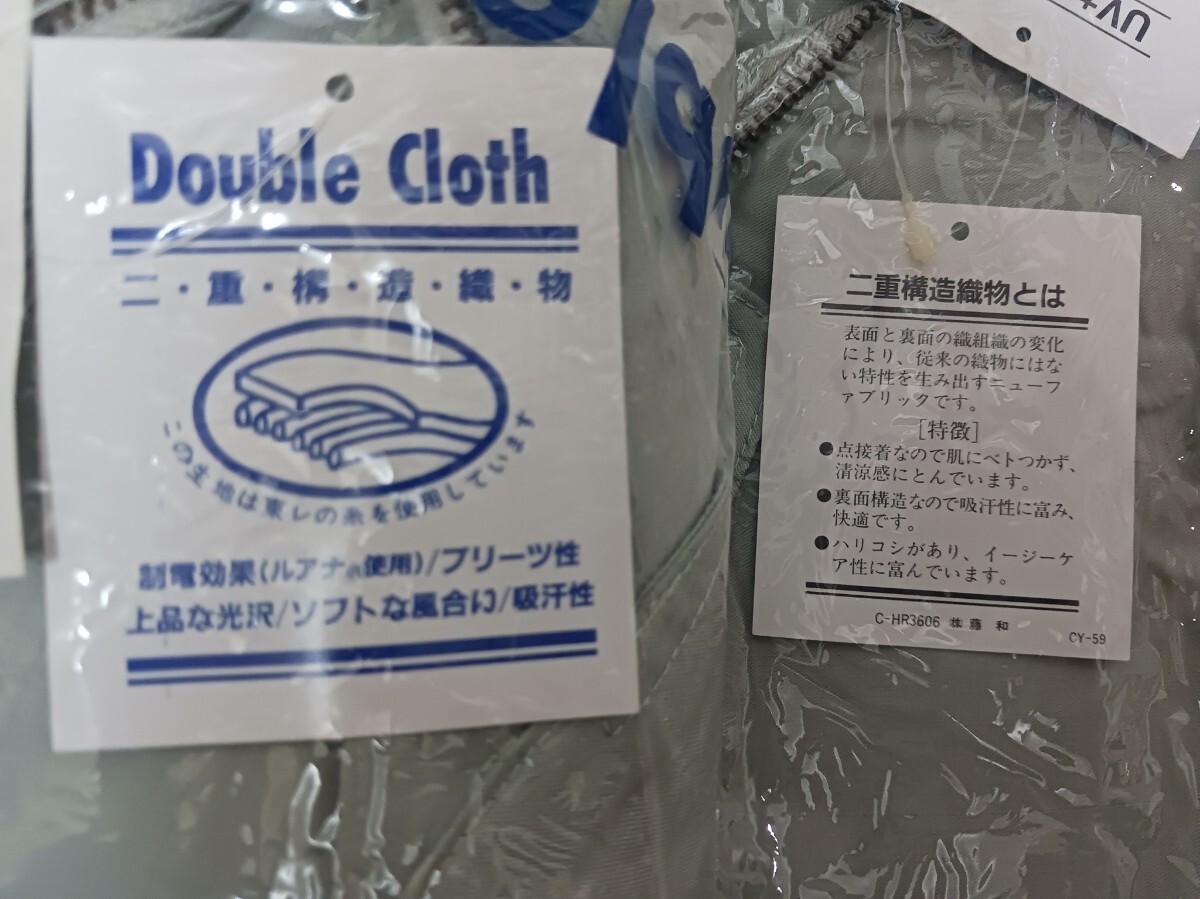 Double Cloth
二・重・構・造・織・物
この生地は東レの糸を使用しています
制電効果(ルアナ®使用)/プリーツ性
上品な光沢/ソフトな風合い/吸汗性
UV
二重構造織物とは
表面と裏面の織組織の変化
により、従来の織物にはな
い特性を生み出すニューフ
ァブリックです。
[特徴]
●点接着なので肌にベトつかず、
清涼感にとんでいます。
●裏面構造なので吸汗性に富み、
快適です。
●ハリコシがあり、イージーケ
ア性に富んでいます。
C-HR3606 ㈱藤 和
CY-59